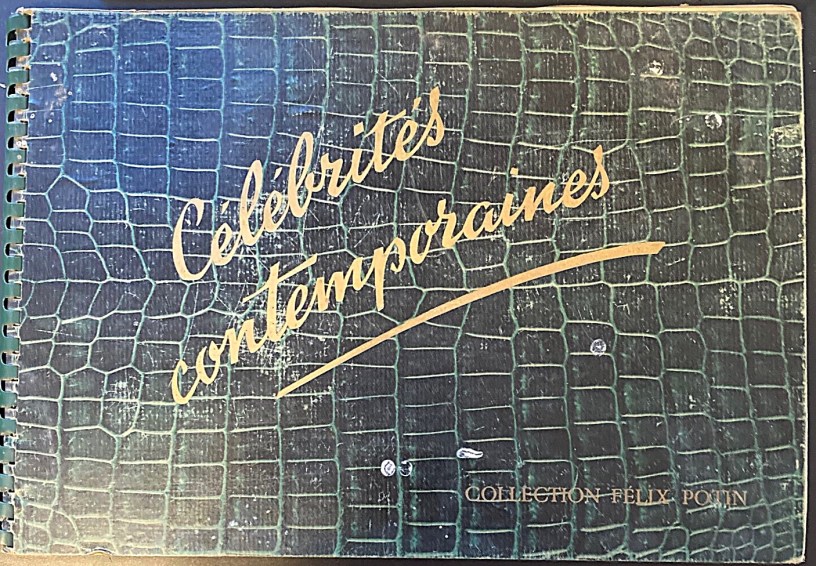 Célébrités
contemporaines
COLLECTION FÉLIX POTIN